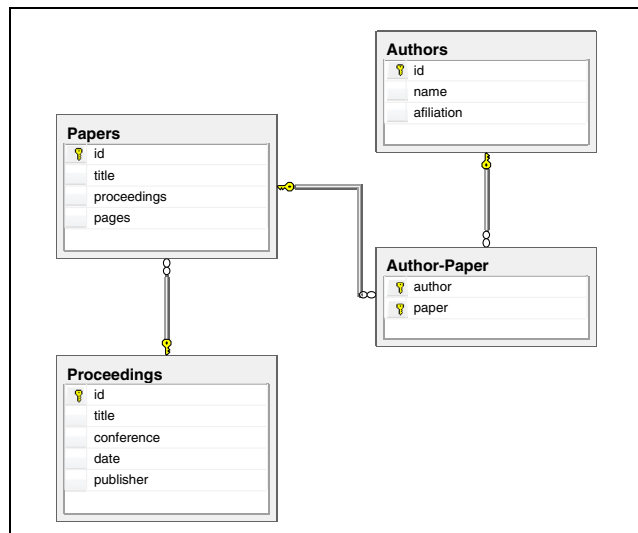 Authors
id
name
afiliation
Papers
id
title
proceedings
pages
Author-Paper
author
paper
Proceedings
id
title
conference
date
publisher